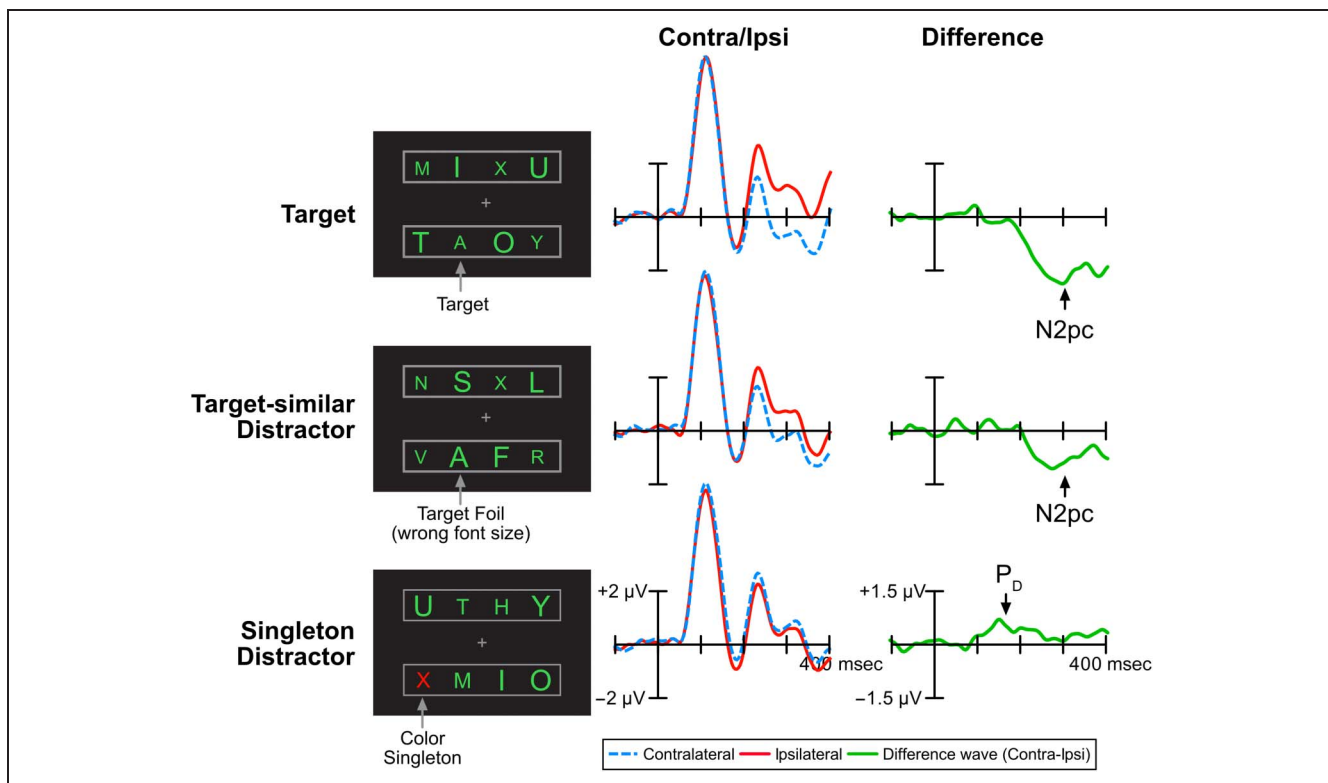 Contra/Ipsi Difference
Target
M I X U
+
T A O Y
Target
N2pc
Target-similar
Distractor
N S X L
+
V A F R
Target Foil
(wrong font size)
N2pc
Singleton
Distractor
U T H Y
+
X M I O
Color
Singleton
+2 µV
−2 µV
400 msec
+1.5 µV
−1.5 µV
P_D
400 msec
Contralateral Ipsilateral Difference wave (Contra-Ipsi)